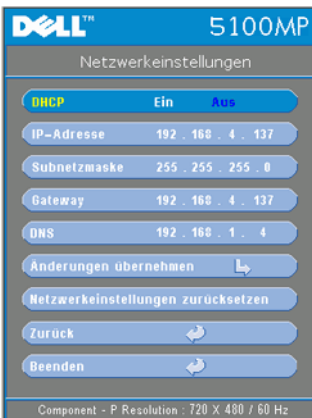 DELL™ 5100MP
Netzwerkeinstellungen
DHCP Ein Aus
IP-Adresse 192 . 168 . 4 . 137
Subnetzmaske 255 . 255 . 255 . 0
Gateway 192 . 168 . 4 . 137
DNS 192 . 168 . 1 . 4
Änderungen übernehmen
Netzwerkeinstellungen zurücksetzen
Zurück
Beenden
Component - P Resolution : 720 X 480 / 60 Hz